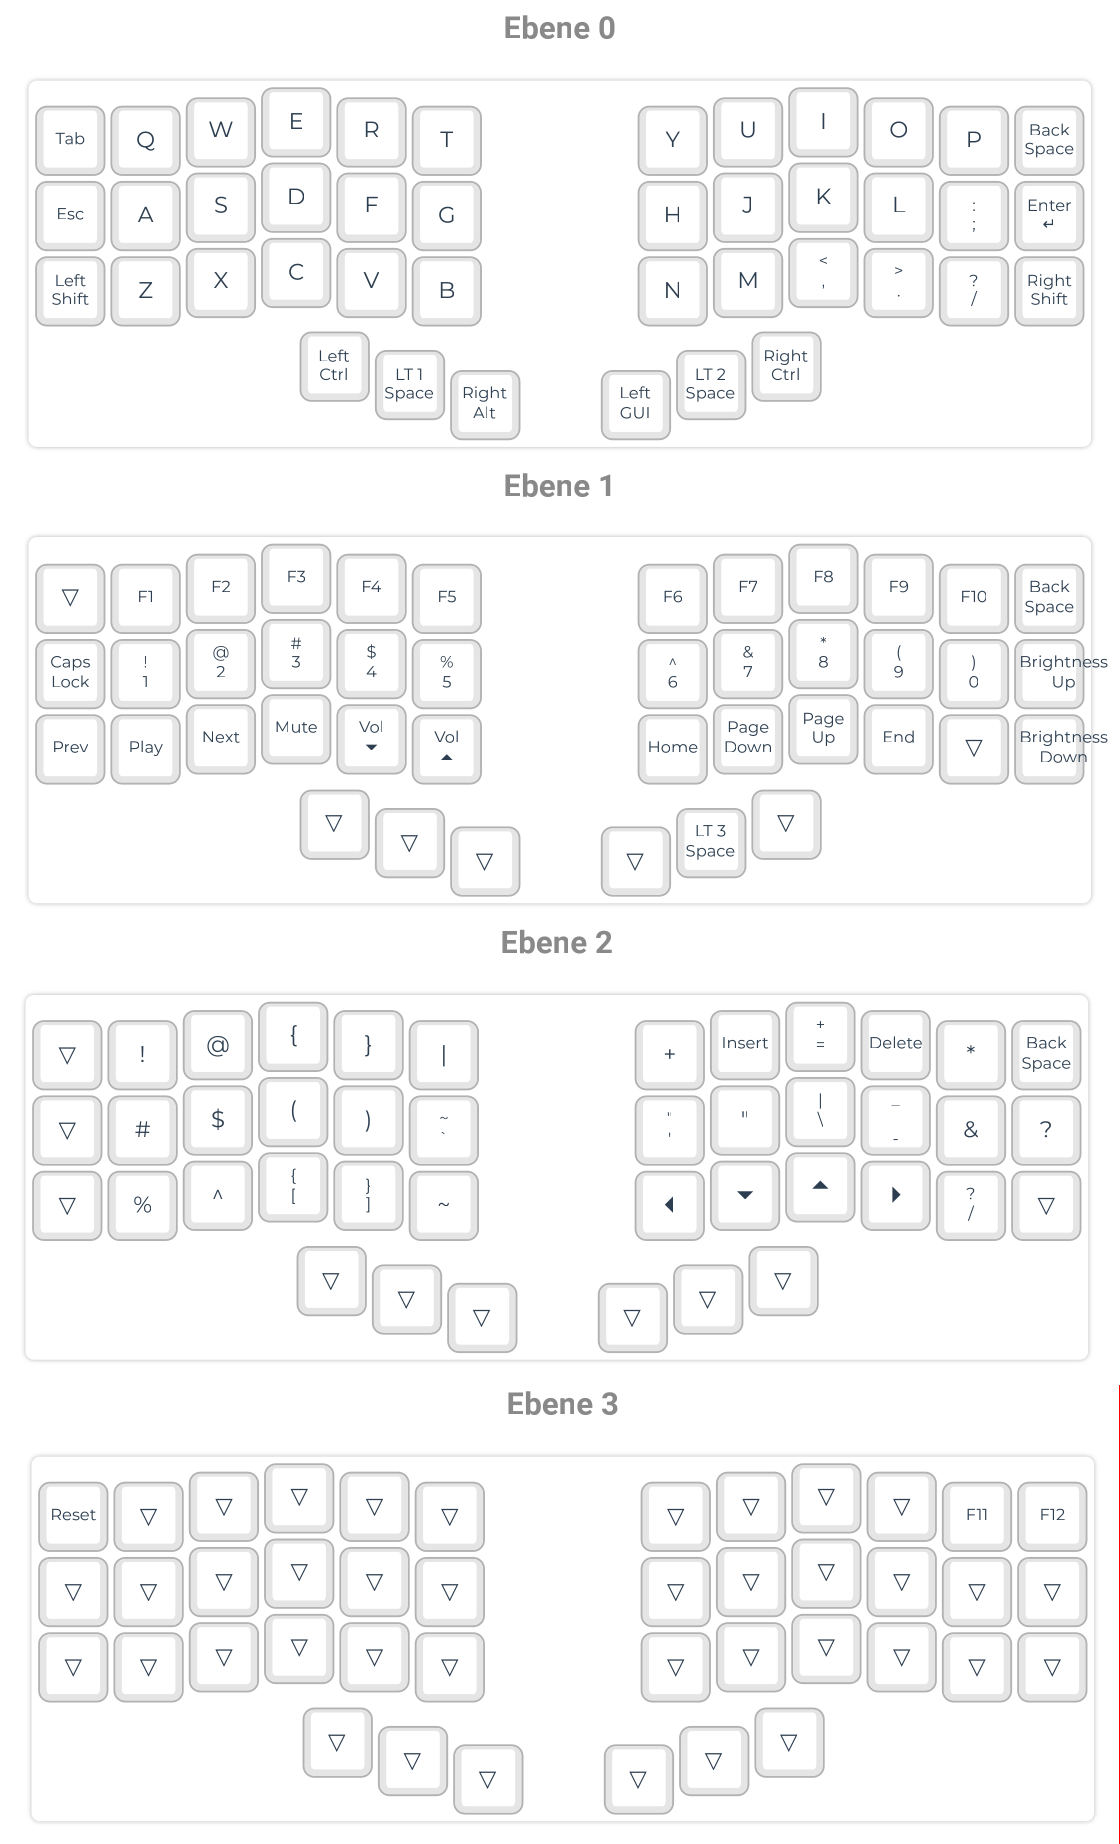 Ebene 0
Tab Q W E R T Y U I O P Back Space
Esc A S D F G H J K L : ; Enter ↵
Left Shift Z X C V B N M < , > . ? / Right Shift
Left Ctrl LT 1 Space Right Alt Left GUI LT 2 Space Right Ctrl
Ebene 1
▽ F1 F2 F3 F4 F5 F6 F7 F8 F9 F10 Back Space
Caps Lock ! 1 @ 2 # 3 $ 4 % 5 ^ 6 & 7 * 8 ( 9 ) 0 Brightness Up
Prev Play Next Mute Vol ▾ Vol ▴ Home Page Down Page Up End ▽ Brightness Down
▽ ▽ ▽ ▽ LT 3 Space ▽
Ebene 2
▽ ! @ { } | + Insert + = Delete * Back Space
▽ # $ ( ) ~ ` " ' " | \ _ - & ?
▽ % ^ { [ } ] ~ ◂ ▾ ▴ ▸ ? / ▽
▽ ▽ ▽ ▽ ▽ ▽
Ebene 3
Reset ▽ ▽ ▽ ▽ ▽ ▽ ▽ ▽ ▽ F11 F12
▽ ▽ ▽ ▽ ▽ ▽ ▽ ▽ ▽ ▽ ▽ ▽
▽ ▽ ▽ ▽ ▽ ▽ ▽ ▽ ▽ ▽ ▽ ▽
▽ ▽ ▽ ▽ ▽ ▽